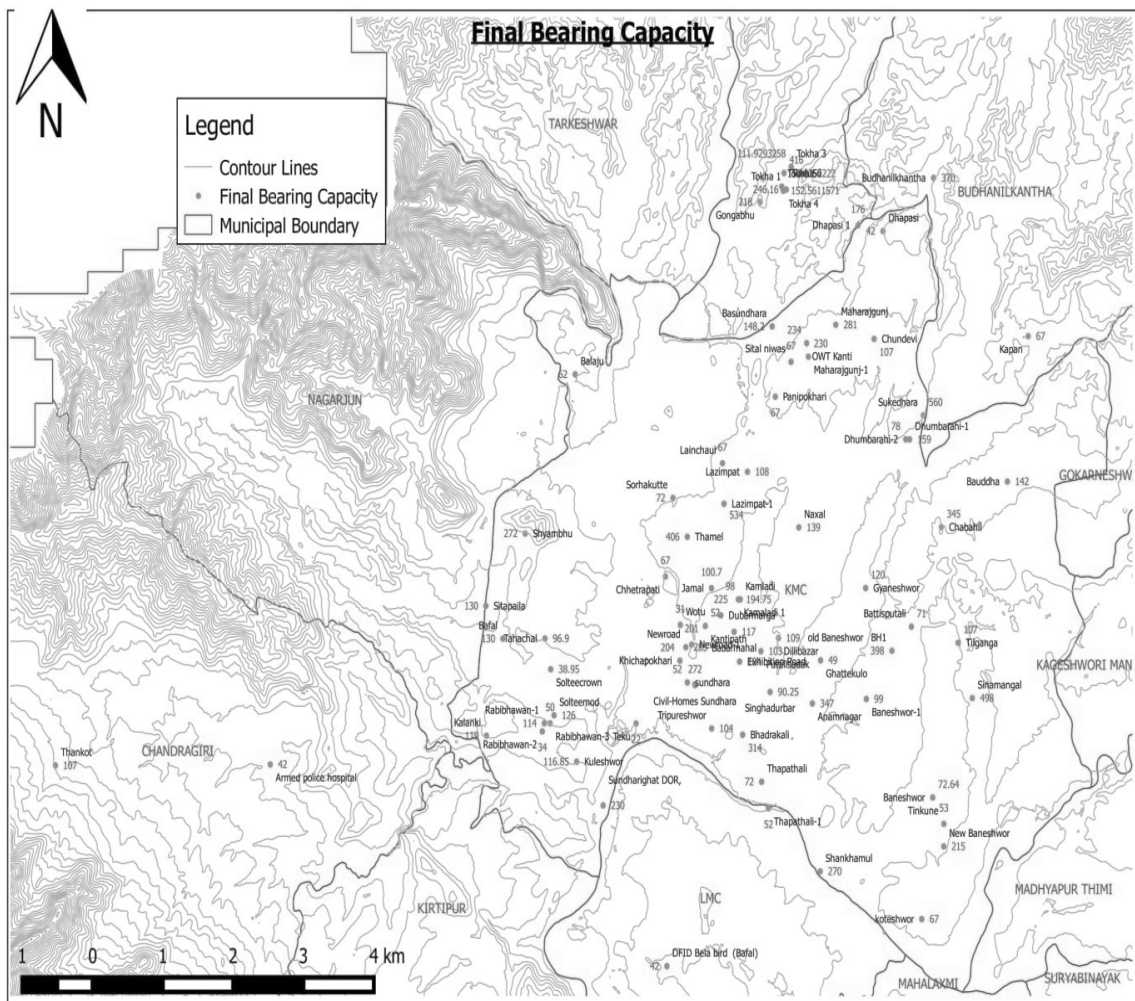 Final Bearing Capacity
N
Legend
Contour Lines
Final Bearing Capacity
Municipal Boundary
TARKESHWAR
111.9293258
Tokha 3
416
Tokha 1
246.16
152.5611571
Tokha 4
218
Gongabhu
Budhanilkhantha
370
BUDHANILKANTHA
176
Dhapasi 1
42
Dhapasi
Basundhara
148.2
234
Maharajgunj
281
Sital niwas
67
230
OWT Kanti
Maharajgunj-1
Chundevi
107
Kapan
67
Balaju
62
NAGARJUN
Panipokhari
67
Sukedhara
560
78
Dhumbarahi-1
Dhumbarahi-2
159
Lainchaur
67
Lazimpat
108
Sorhakutte
72
Lazimpat-1
534
Bauddha
142
GOKARNESHWA
Naxal
139
345
Chabahil
272
Shyambhu
406
Thamel
67
Chhetrapati
100.7
Jamal
98
Kamladi
KMC
225
194.75
120
Gyaneshwor
130
Sitapaila
31
Wotu
52
Kamaladi 1
Dubarmarga
Battisputali
71
Bafal
130
Tahachal
96.9
Newroad
201
Kantipath
117
109
old Baneshwor
BH1
107
Tilganga
204
Babarmahal
103
Dillibazar
398
Khichapokhari
52
272
Exhibition Road
49
Ghattekulo
KAGESHWORI MAN
38.95
Solteecrown
sundhara
Sinamangal
498
Civil-Homes Sundhara
90.25
Singhadurbar
347
Anamnagar
99
Baneshwor-1
Rabibhawan-1
50
Solteemod
126
114
Tripureshwor
104
Bhadrakali
314
Kalanki
110
Rabibhawan-2
34
Rabibhawan-3
Teku
22
Thankot
107
CHANDRAGIRI
42
Armed police hospital
116.85
Kuleshwor
Sundharighat DOR,
230
Thapathali
72
72.64
Baneshwor
Tinkune
53
52
Thapathali-1
New Baneshwor
215
Shankhamul
270
MADHYAPUR THIMI
KIRTIPUR
LMC
koteshwor
67
DFID Bela bird (Bafal)
42
MAHALAXMI
SURYABINAYAK
1 0 1 2 3 4 km